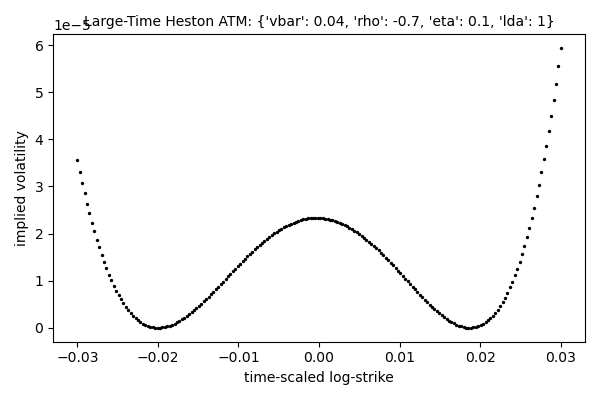 Large-Time Heston ATM: {'vbar': 0.04, 'rho': -0.7, 'eta': 0.1, 'lda': 1}
1e−5
6
5
4
3
2
1
0
implied volatility
−0.03 −0.02 −0.01 0.00 0.01 0.02 0.03
time-scaled log-strike